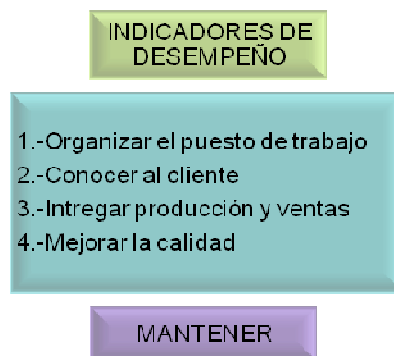 INDICADORES DE
DESEMPEÑO
1.-Organizar el puesto de trabajo
2.-Conocer al cliente
3.-Intregar producción y ventas
4.-Mejorar la calidad
MANTENER